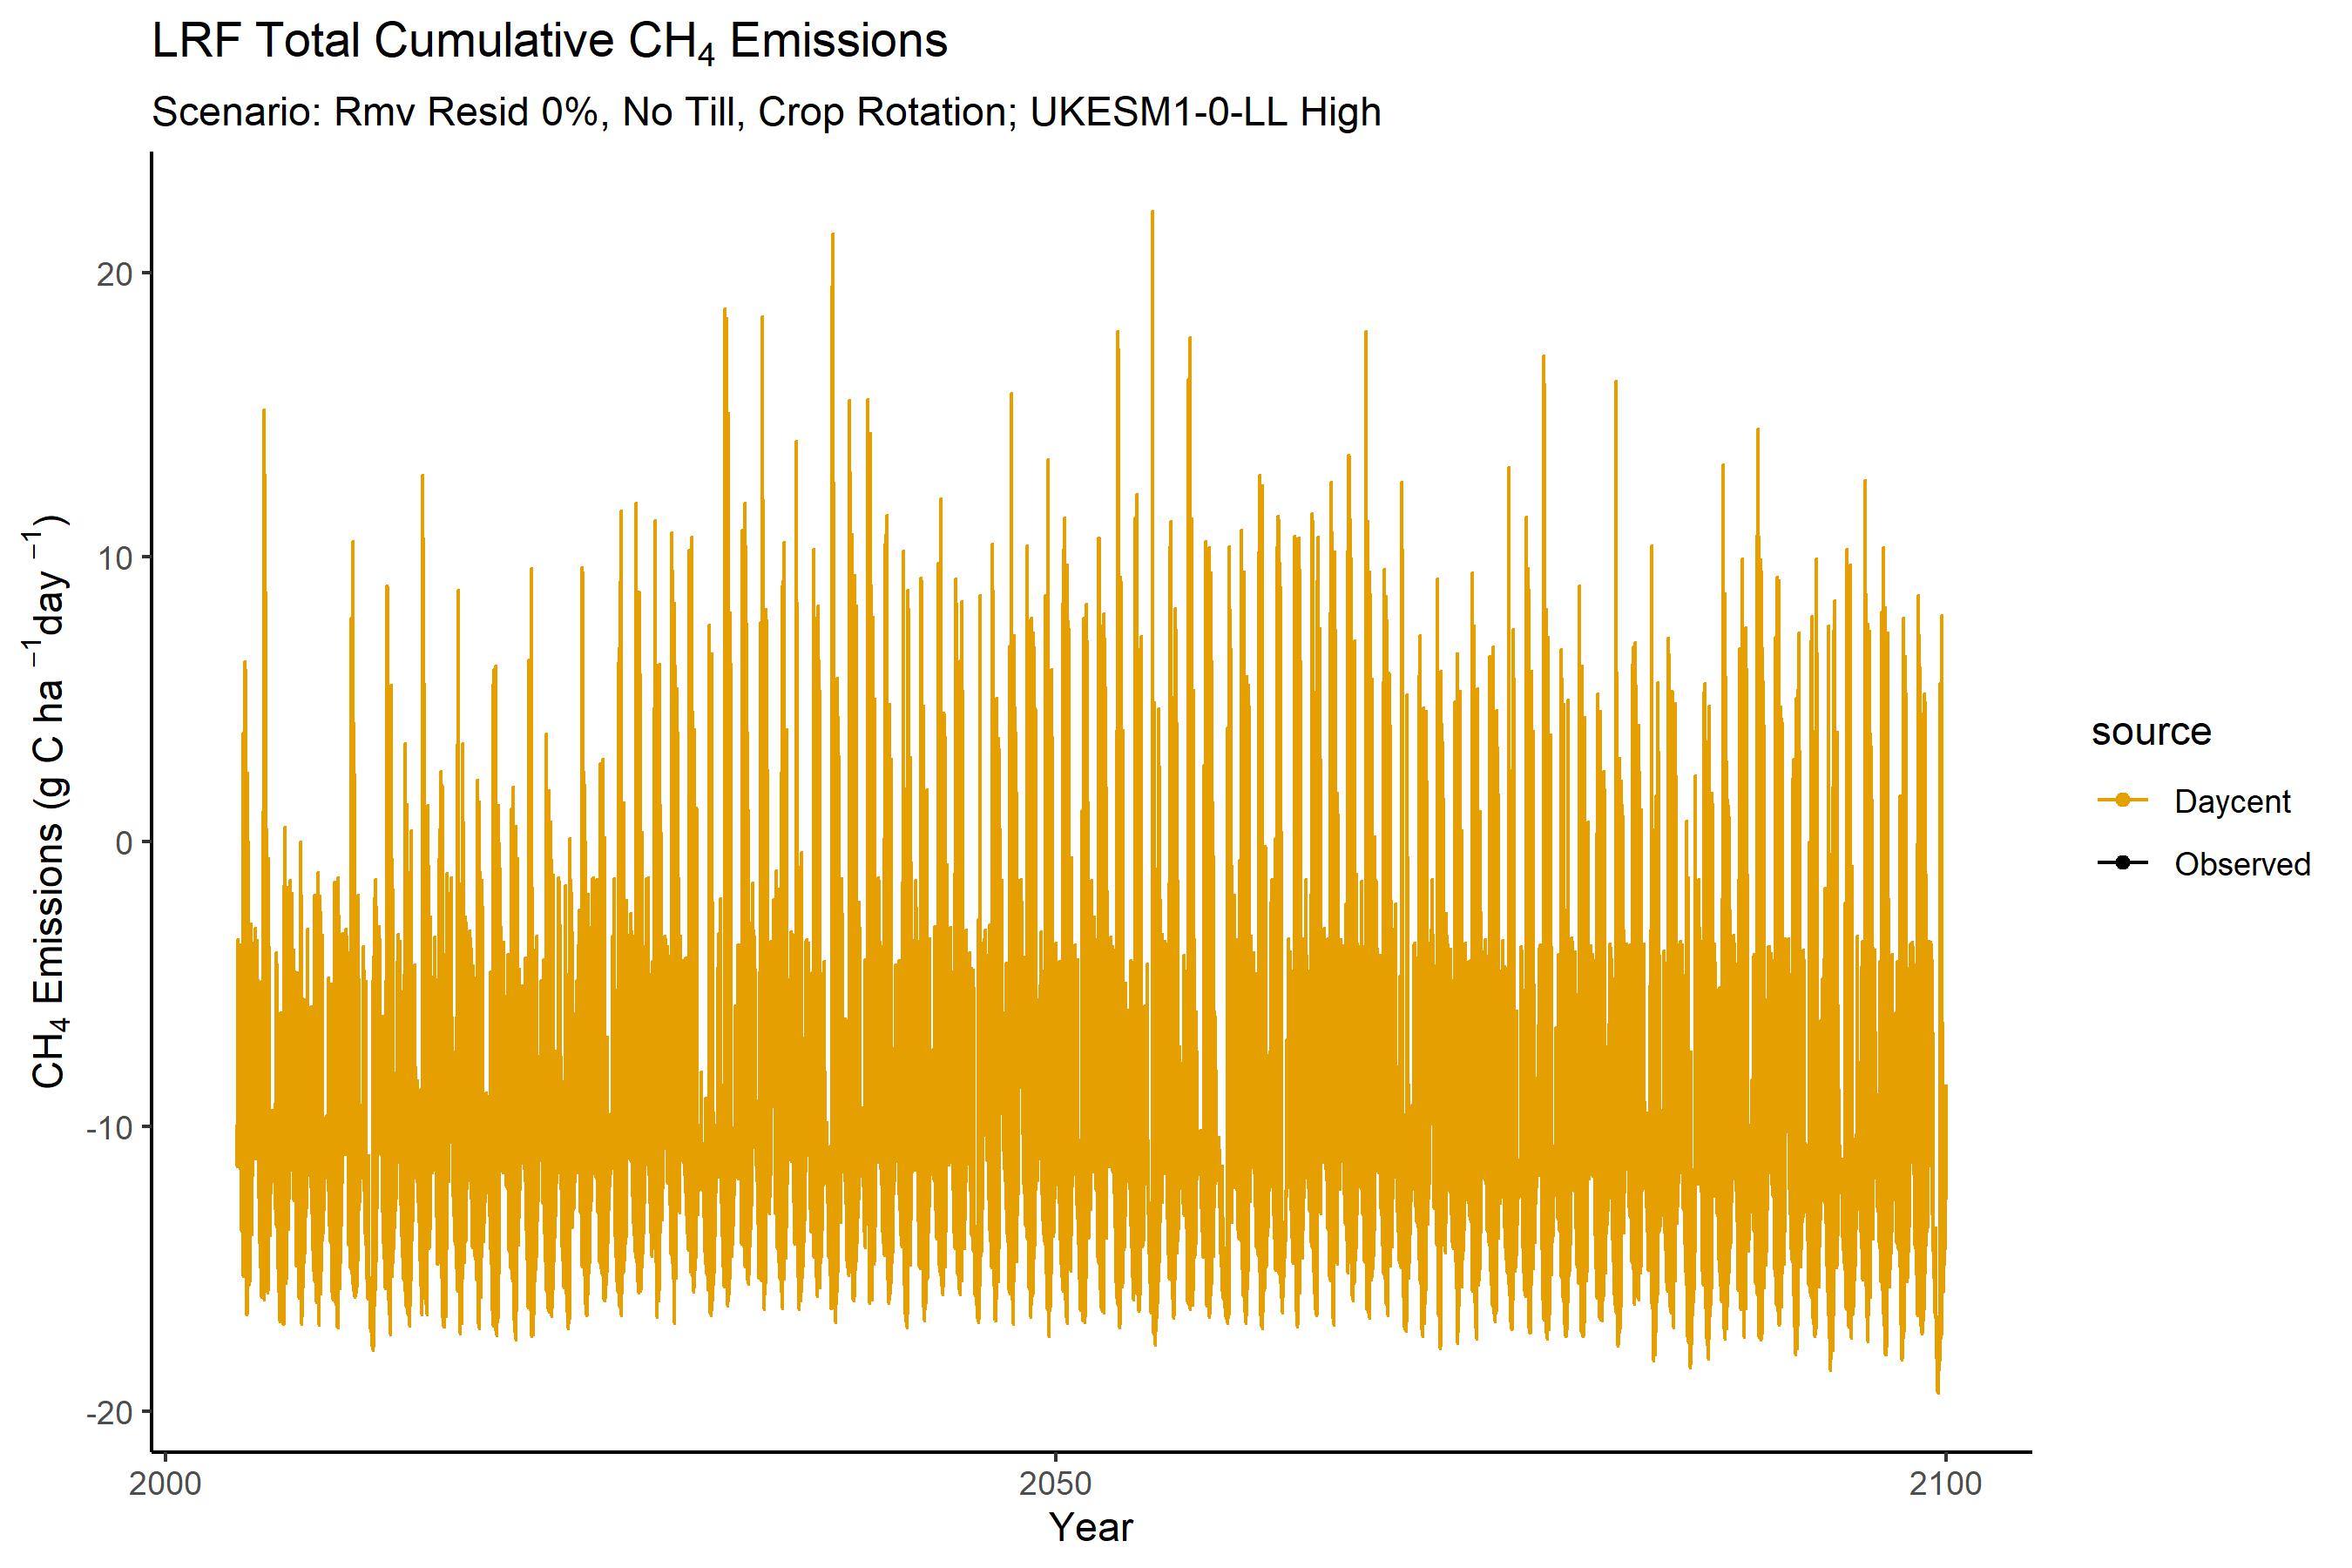 LRF Total Cumulative CH₄ Emissions
Scenario: Rmv Resid 0%, No Till, Crop Rotation; UKESM1-0-LL High
CH₄ Emissions (g C ha ⁻¹day ⁻¹)
20
10
0
-10
-20
2000
2050
2100
Year
source
Daycent
Observed